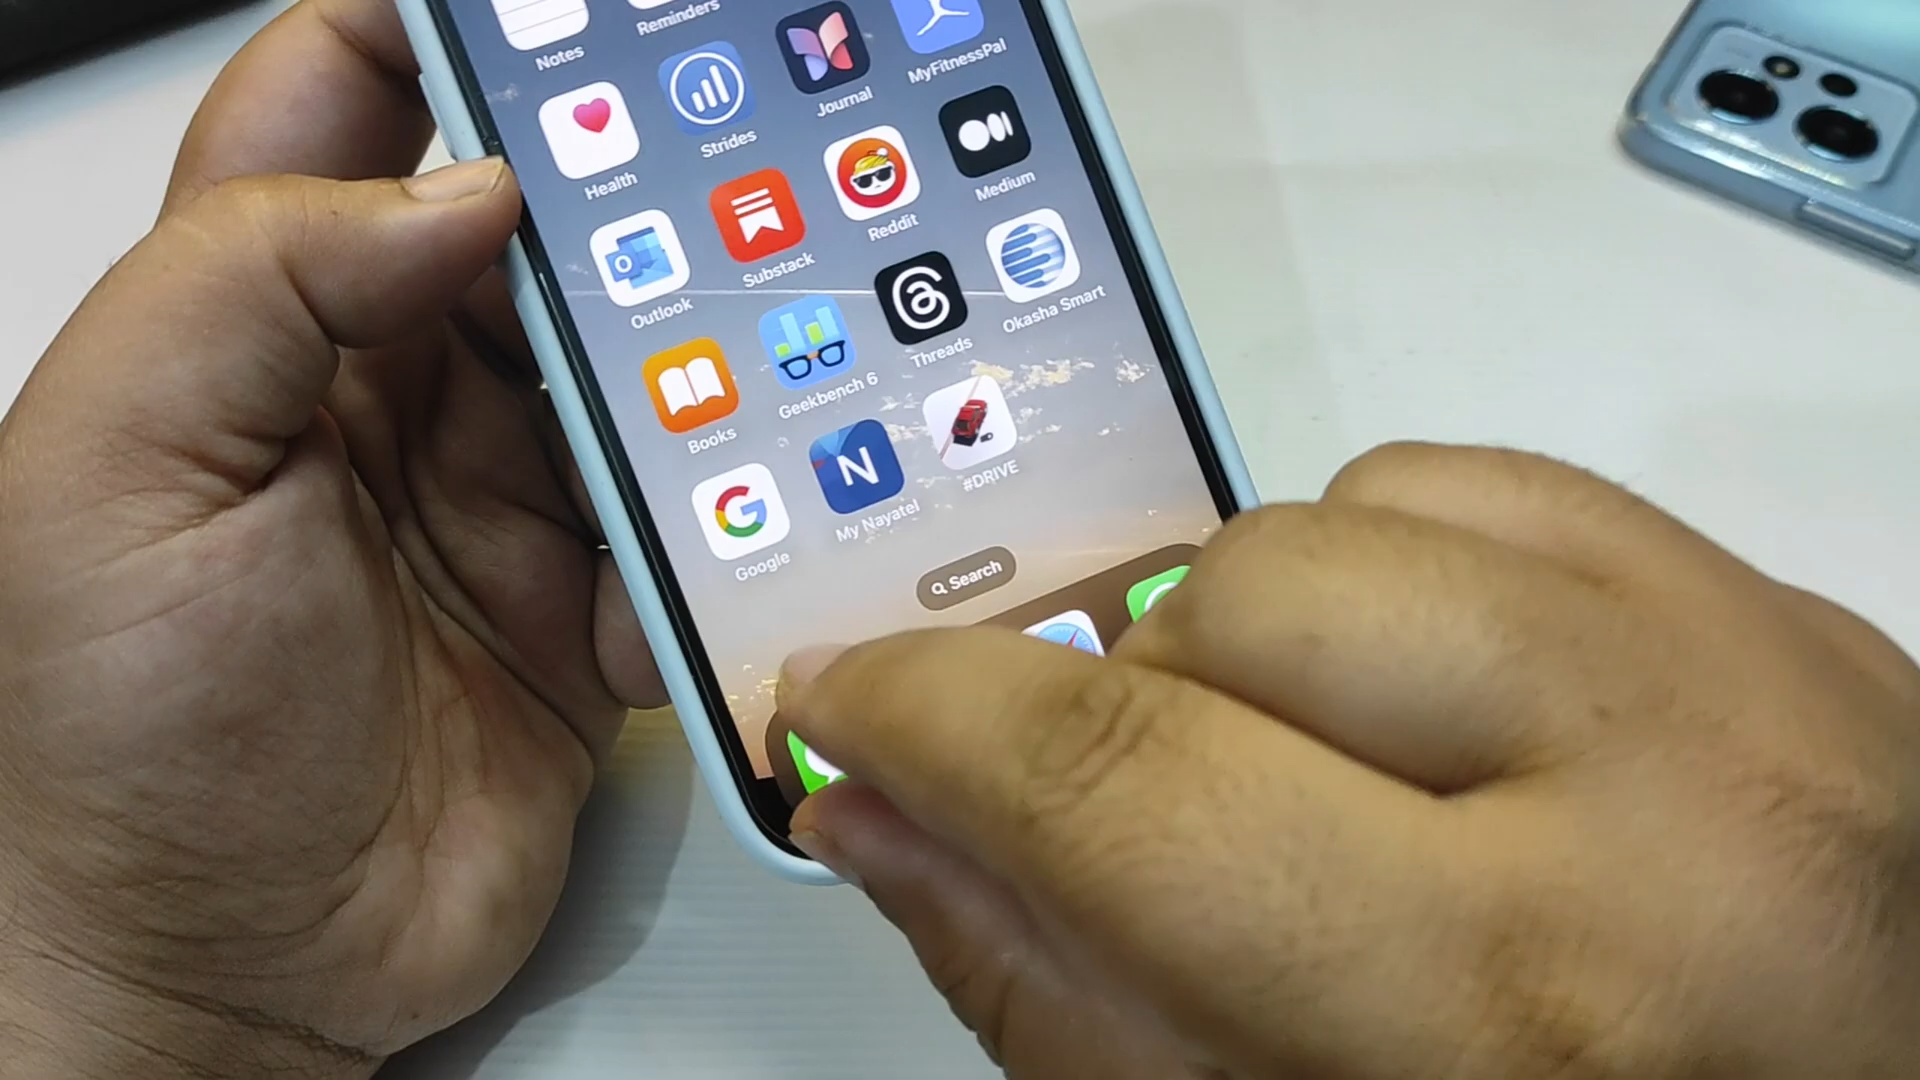 Notes
Reminders
Journal
MyFitnessPal
Health
Strides
Reddit
Medium
Outlook
Substack
Threads
Okasha Smart
Books
Geekbench 6
#DRIVE
Google
N
My Nayatel
Search